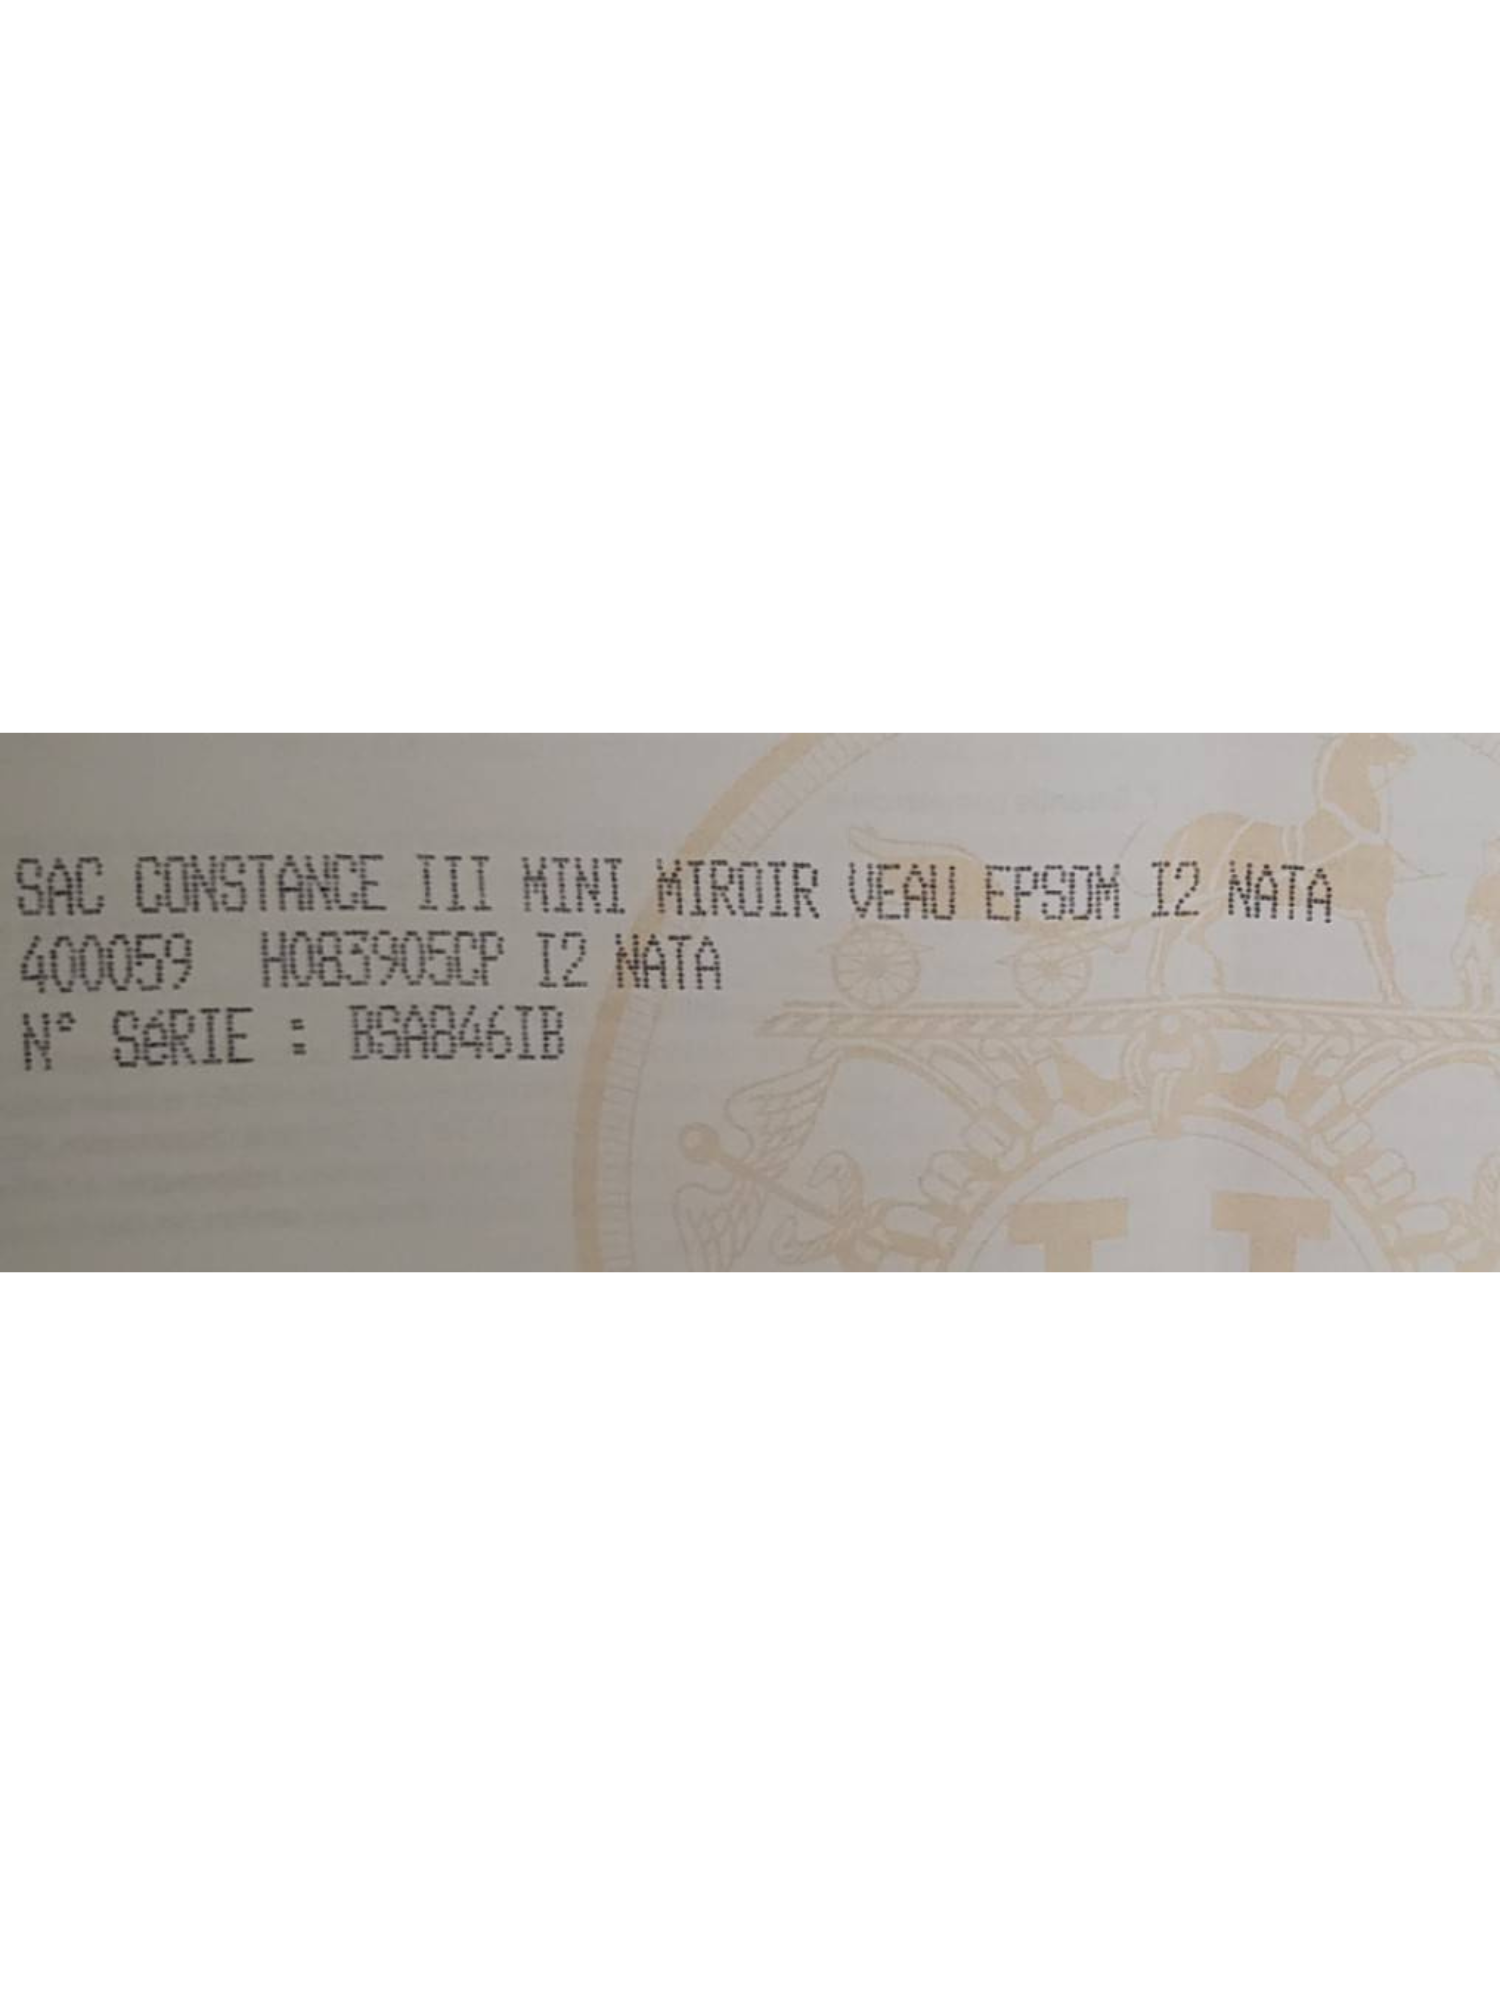 SAC CONSTANCE III MINI MIROIR VEAU EPSOM I2 NATA
400059 H083905CP I2 NATA
N° SéRIE : BSA846IB